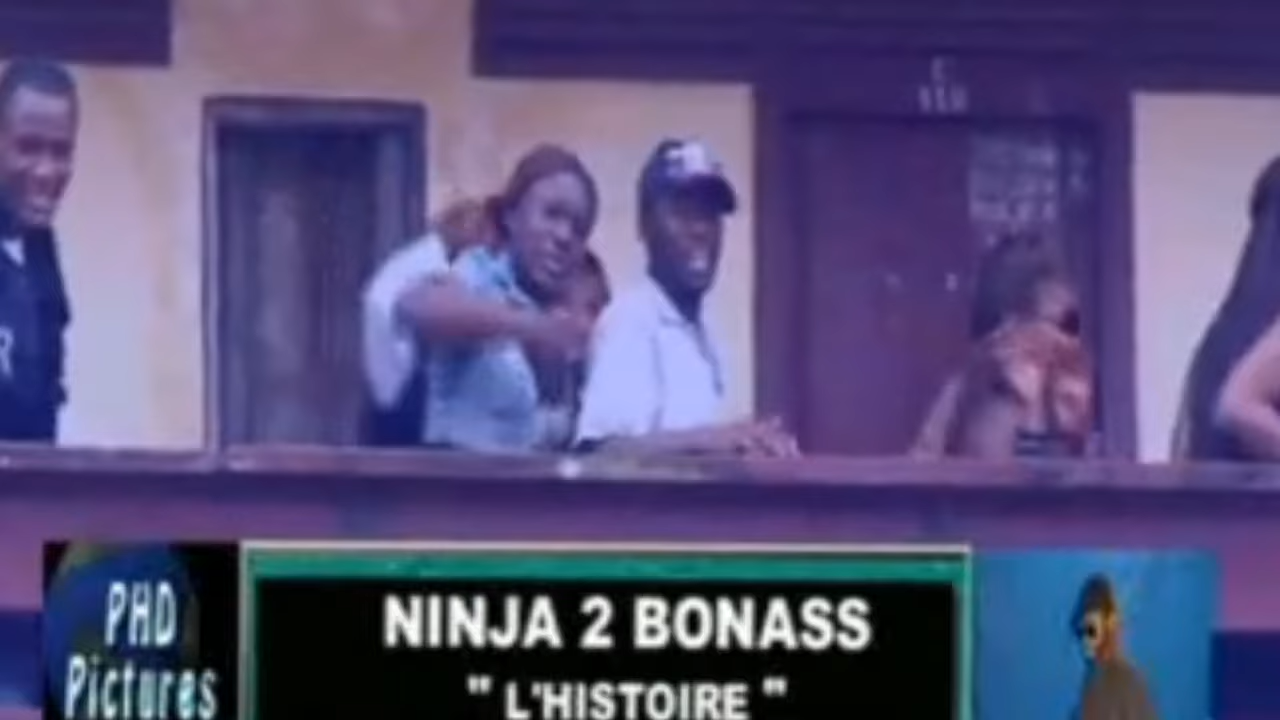 R
PHD
Pictures
NINJA 2 BONASS
" L'HISTOIRE "